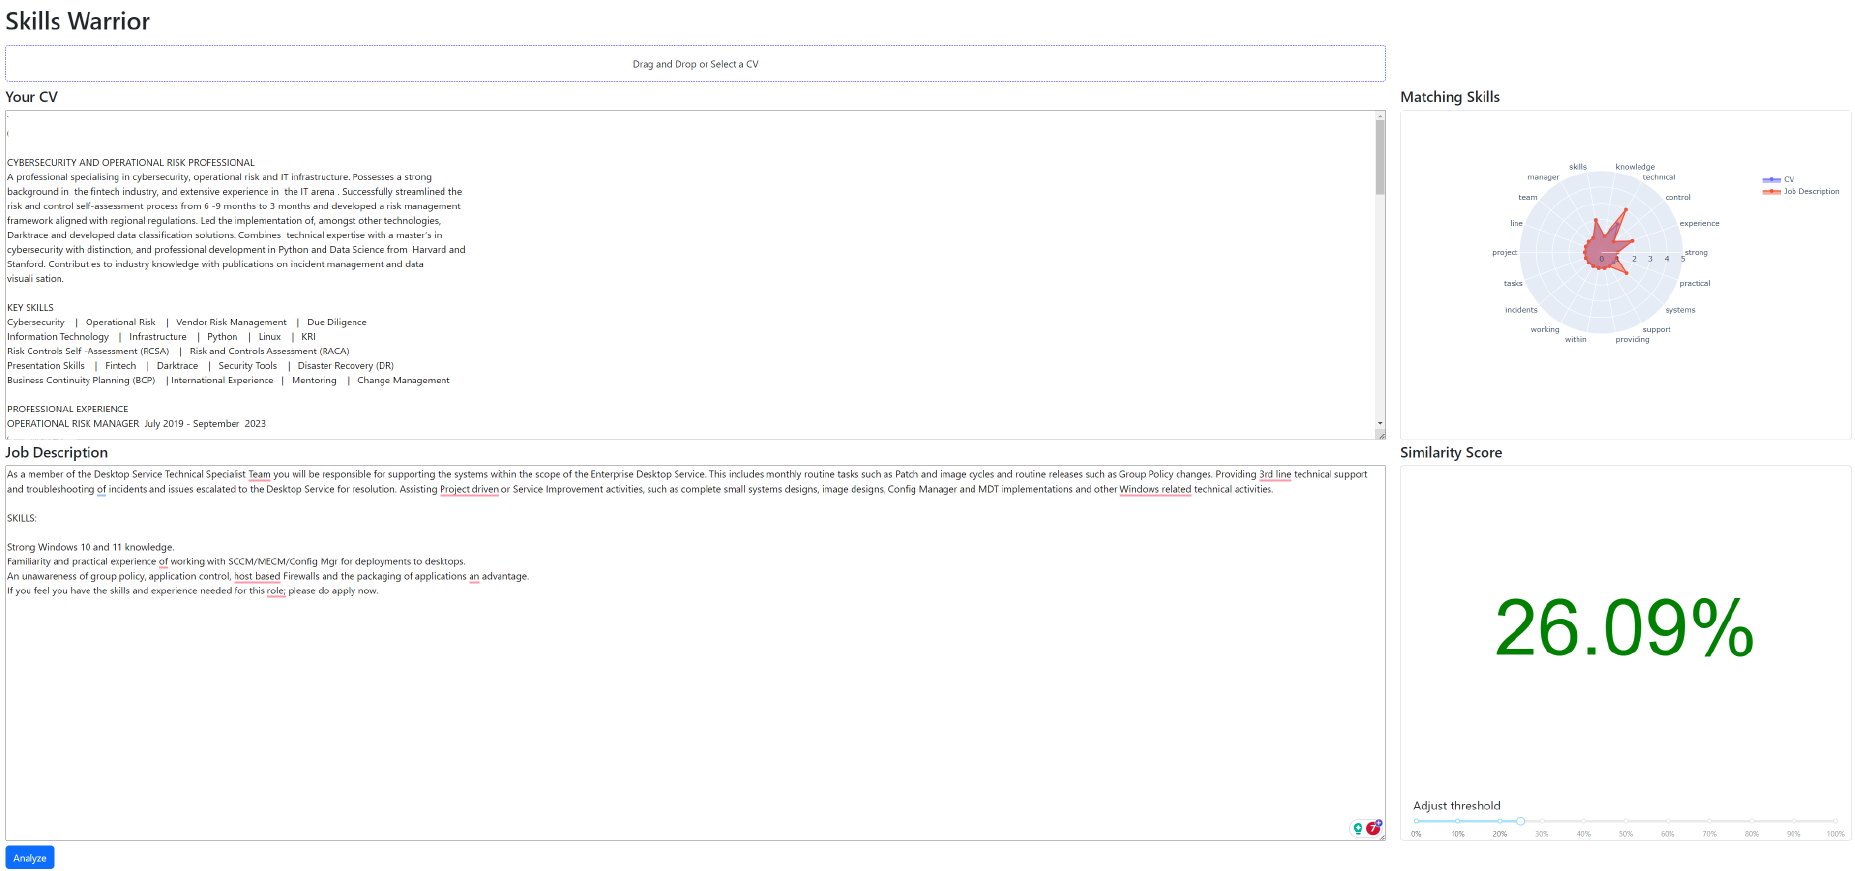 Skills Warrior
Drag and Drop or Select a CV
Your CV
CYBERSECURITY AND OPERATIONAL RISK PROFESSIONAL
A professional specialising in cybersecurity, operational risk and IT infrastructure. Possesses a strong
background in  the fintech industry, and extensive experience in  the IT arena . Successfully streamlined the
risk and control self-assessment process from 6 -9 months to 3 months and developed a risk management
framework aligned with regional regulations. Led the implementation of, amongst other technologies,
Darktrace and developed data classification solutions. Combines  technical expertise with a master's in
cybersecurity with distinction, and professional development in Python and Data Science from  Harvard and
Stanford. Contribut es to industry knowledge with publications on incident management and data
visuali sation.
KEY SKILLS
Cybersecurity | Operational Risk | Vendor Risk Management | Due Diligence
Information Technology | Infrastructure | Python | Linux | KRI
Risk Controls Self -Assessment (RCSA) | Risk and Controls Assessment (RACA)
Presentation Skills | Fintech | Darktrace | Security Tools | Disaster Recovery (DR)
Business Continuity Planning (BCP) | International Experience | Mentoring | Change Management
PROFESSIONAL EXPERIENCE
OPERATIONAL RISK MANAGER  July 2019 - September  2023
Matching Skills
skills
knowledge
manager
technical
team
control
line
experience
project
strong
0 1 2 3 4 5
tasks
practical
incidents
systems
working
support
within
providing
CV
Job Description
Job Description
As a member of the Desktop Service Technical Specialist Team you will be responsible for supporting the systems within the scope of the Enterprise Desktop Service. This includes monthly routine tasks such as Patch and image cycles and routine releases such as Group Policy changes. Providing 3rd line technical support
and troubleshooting of incidents and issues escalated to the Desktop Service for resolution. Assisting Project driven or Service Improvement activities, such as complete small systems designs, image designs, Config Manager and MDT implementations and other Windows related technical activities.
SKILLS:
Strong Windows 10 and 11 knowledge.
Familiarity and practical experience of working with SCCM/MECM/Config Mgr for deployments to desktops.
An unawareness of group policy, application control, host based Firewalls and the packaging of applications an advantage.
If you feel you have the skills and experience needed for this role; please do apply now.
Similarity Score
26.09%
Adjust threshold
0% 10% 20% 30% 40% 50% 60% 70% 80% 90% 100%
Analyze